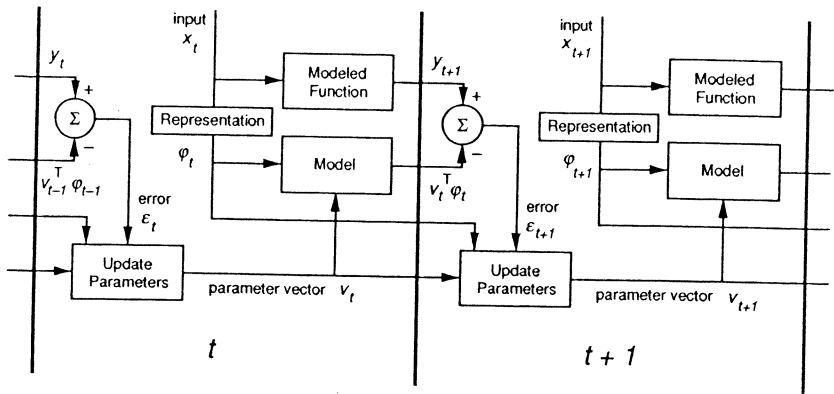 input
x_t
y_t
+
Σ
−
v_{t-1}^T φ_{t-1}
error
ε_t
Update
Parameters
Representation
φ_t
Modeled
Function
Model
parameter vector v_t
t
y_{t+1}
+
Σ
−
v_t^T φ_t
error
ε_{t+1}
Update
Parameters
input
x_{t+1}
Representation
φ_{t+1}
Modeled
Function
Model
parameter vector v_{t+1}
t + 1